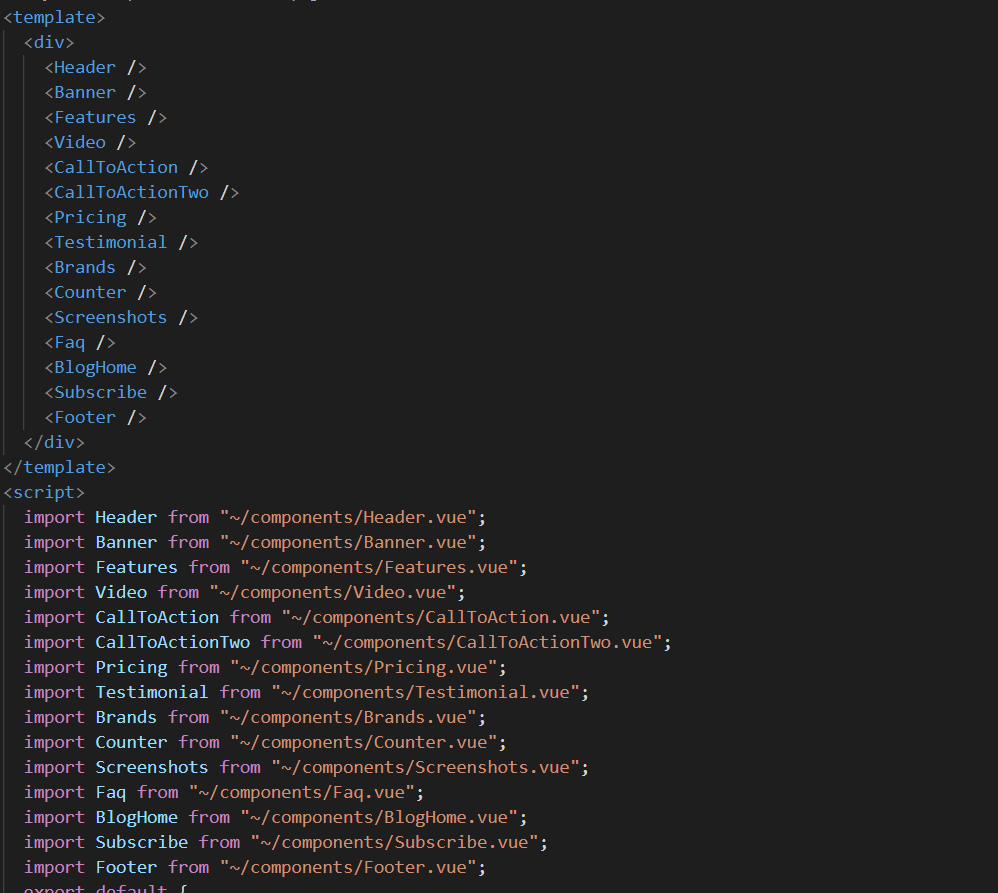 <template>
<div>
<Header />
<Banner />
<Features />
<Video />
<CallToAction />
<CallToActionTwo />
<Pricing />
<Testimonial />
<Brands />
<Counter />
<Screenshots />
<Faq />
<BlogHome />
<Subscribe />
<Footer />
</div>
</template>
<script>
import Header from "~/components/Header.vue";
import Banner from "~/components/Banner.vue";
import Features from "~/components/Features.vue";
import Video from "~/components/Video.vue";
import CallToAction from "~/components/CallToAction.vue";
import CallToActionTwo from "~/components/CallToActionTwo.vue";
import Pricing from "~/components/Pricing.vue";
import Testimonial from "~/components/Testimonial.vue";
import Brands from "~/components/Brands.vue";
import Counter from "~/components/Counter.vue";
import Screenshots from "~/components/Screenshots.vue";
import Faq from "~/components/Faq.vue";
import BlogHome from "~/components/BlogHome.vue";
import Subscribe from "~/components/Subscribe.vue";
import Footer from "~/components/Footer.vue";
export default {